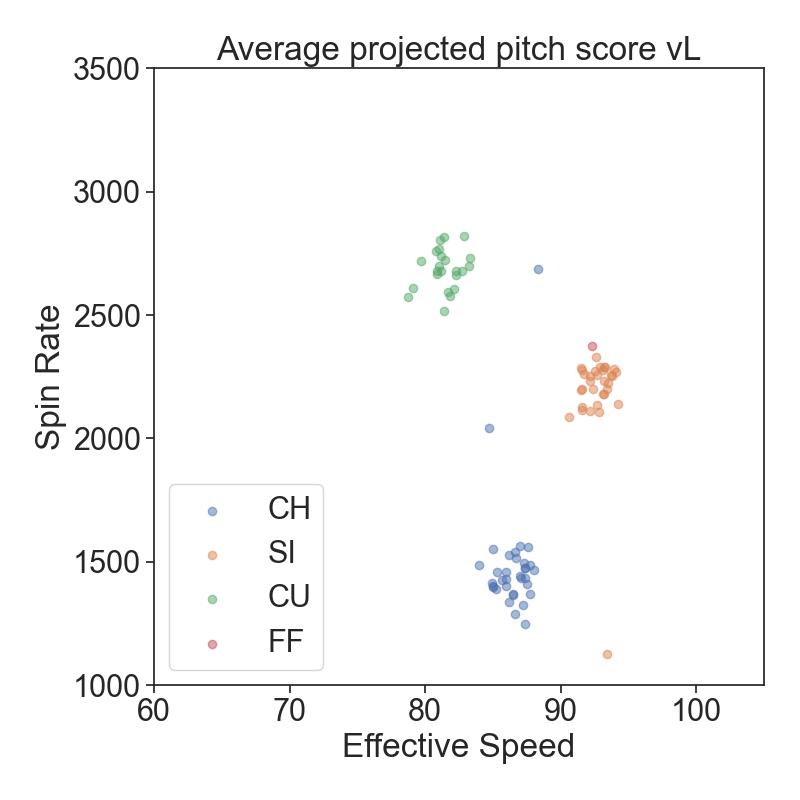 Average projected pitch score vL
3500
3000
2500
2000
1500
1000
Spin Rate
CH
SI
CU
FF
60 70 80 90 100
Effective Speed